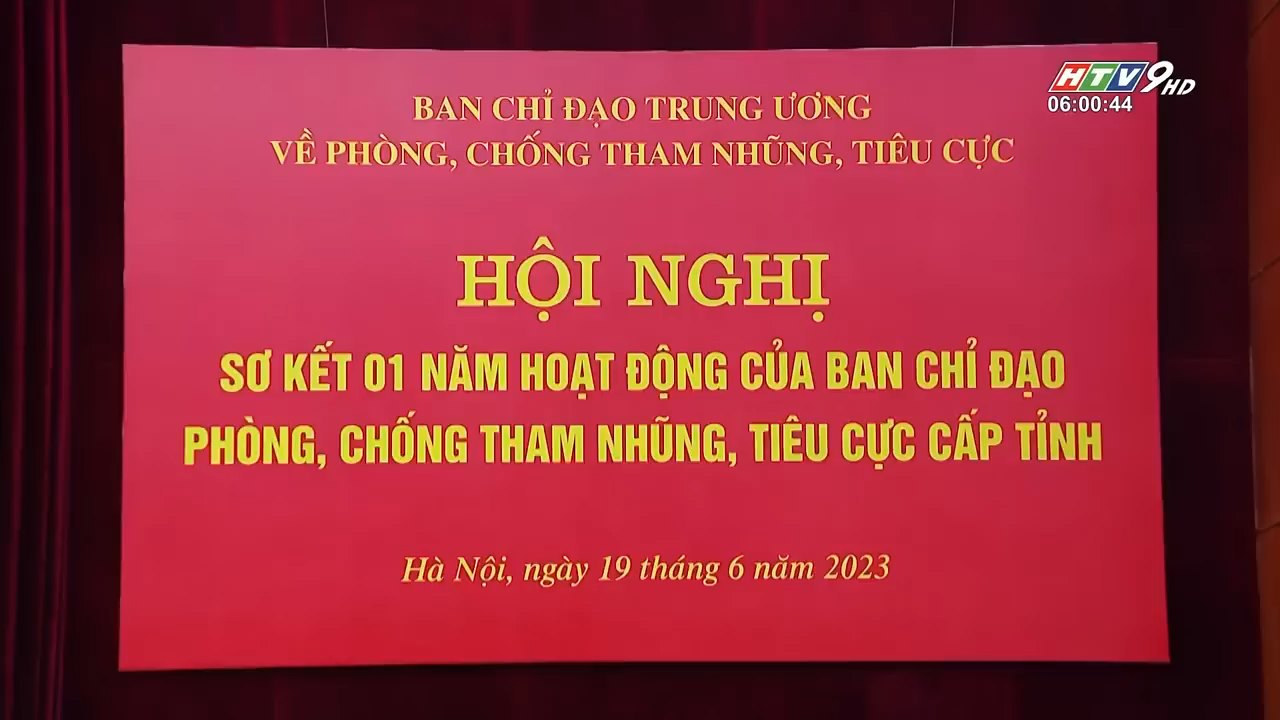 HTV9HD
06:00:44
BAN CHỈ ĐẠO TRUNG ƯƠNG
VỀ PHÒNG, CHỐNG THAM NHŨNG, TIÊU CỰC
HỘI NGHỊ
SƠ KẾT 01 NĂM HOẠT ĐỘNG CỦA BAN CHỈ ĐẠO
PHÒNG, CHỐNG THAM NHŨNG, TIÊU CỰC CẤP TỈNH
Hà Nội, ngày 19 tháng 6 năm 2023